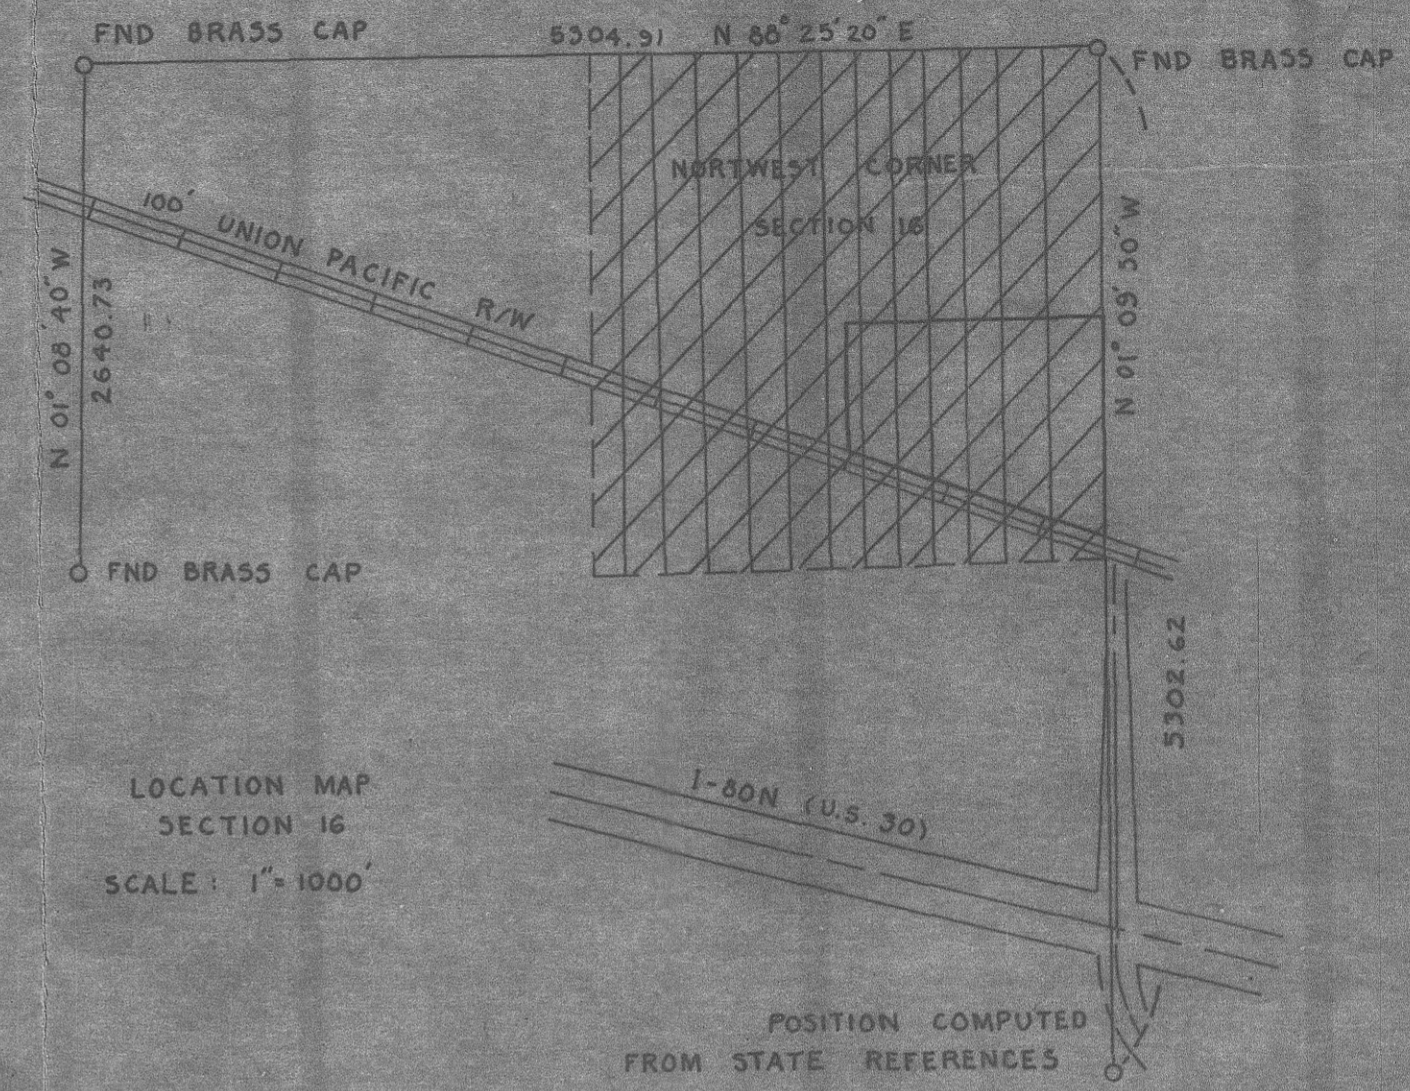 FND BRASS CAP
5304.91 N 88° 25' 20" E
FND BRASS CAP
NORTWEST CORNER
SECTION 16
100' UNION PACIFIC R/W
N 01° 08' 40" W
2640.73
N 01° 09' 50" W
FND BRASS CAP
5302.62
LOCATION MAP
SECTION 16
SCALE: 1"= 1000'
I-80N (U.S. 30)
POSITION COMPUTED
FROM STATE REFERENCES